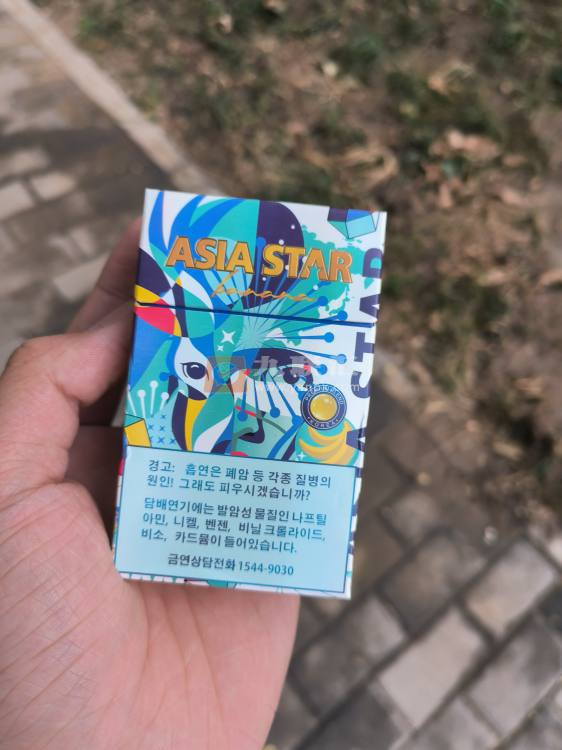 ASIA STAR
banana
STAR
경고: 흡연은 폐암 등 각종 질병의
원인! 그래도 피우시겠습니까?
담배연기에는 발암성 물질인 나프틸
아민, 니켈, 벤젠, 비닐 크롤라이드,
비소, 카드뮴이 들어있습니다.
금연상담전화 1544-9030